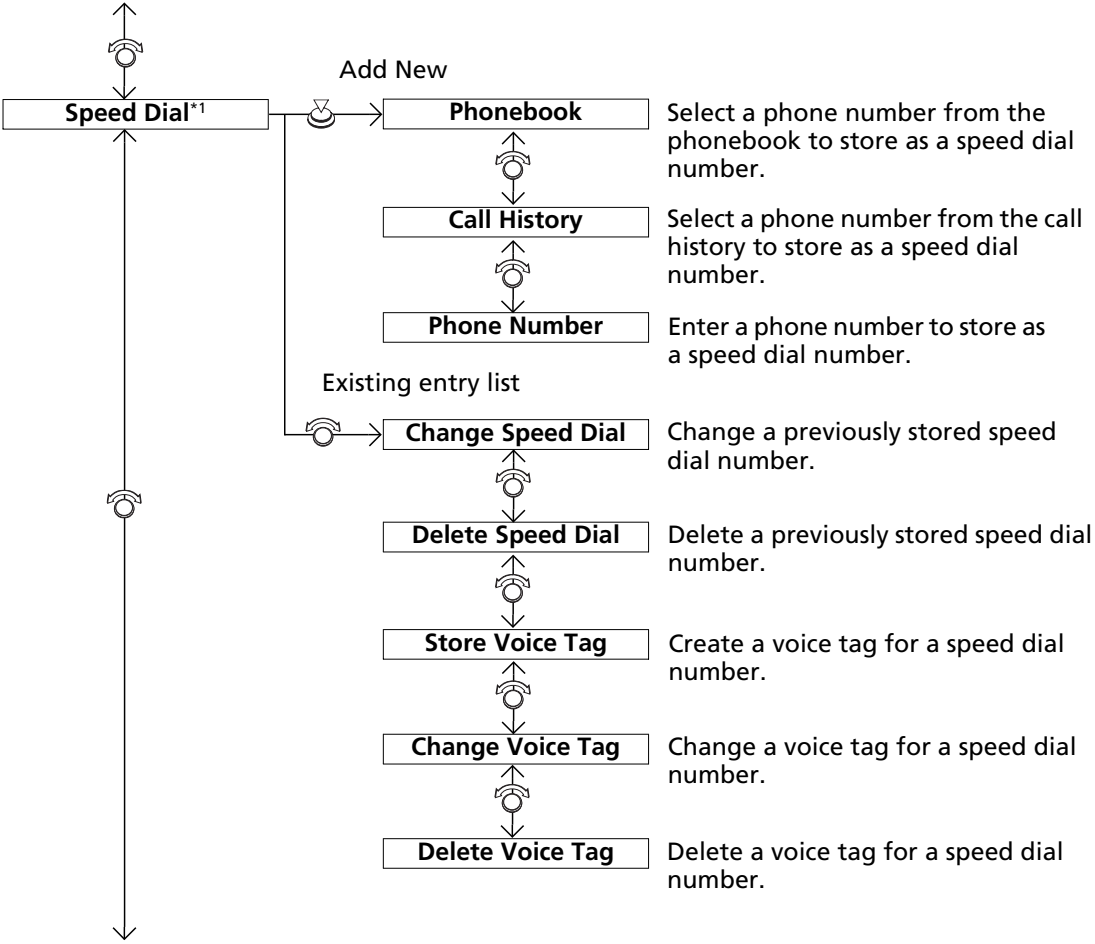 Add New
Speed Dial*1
Phonebook
Select a phone number from the
phonebook to store as a speed dial
number.
Call History
Select a phone number from the call
history to store as a speed dial
number.
Phone Number
Enter a phone number to store as
a speed dial number.
Existing entry list
Change Speed Dial
Change a previously stored speed
dial number.
Delete Speed Dial
Delete a previously stored speed dial
number.
Store Voice Tag
Create a voice tag for a speed dial
number.
Change Voice Tag
Change a voice tag for a speed dial
number.
Delete Voice Tag
Delete a voice tag for a speed dial
number.